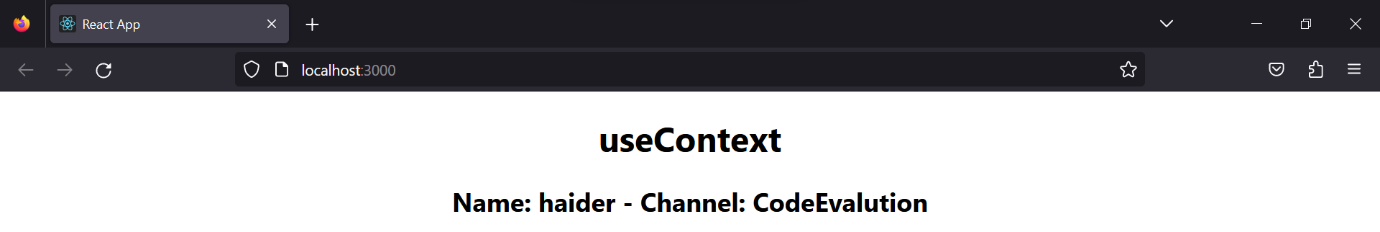 React App
localhost:3000
useContext
Name: haider - Channel: CodeEvalution